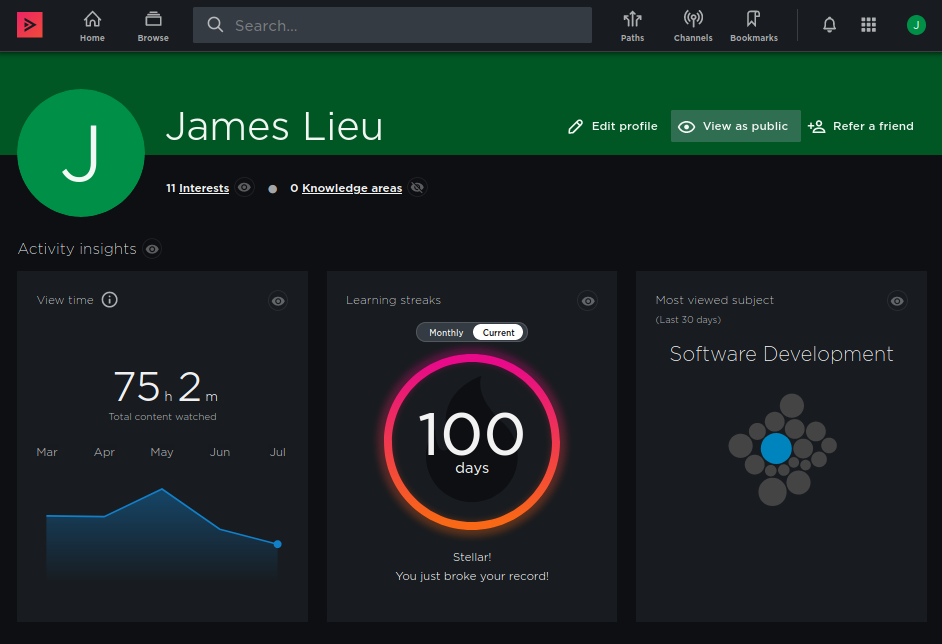 Home
Browse
Search...
Paths
Channels
Bookmarks
J
J
James Lieu
Edit profile
View as public
Refer a friend
11 Interests
0 Knowledge areas
Activity insights
View time
75 h 2 m
Total content watched
Mar Apr May Jun Jul
Learning streaks
Monthly Current
100
days
Stellar!
You just broke your record!
Most viewed subject
(Last 30 days)
Software Development